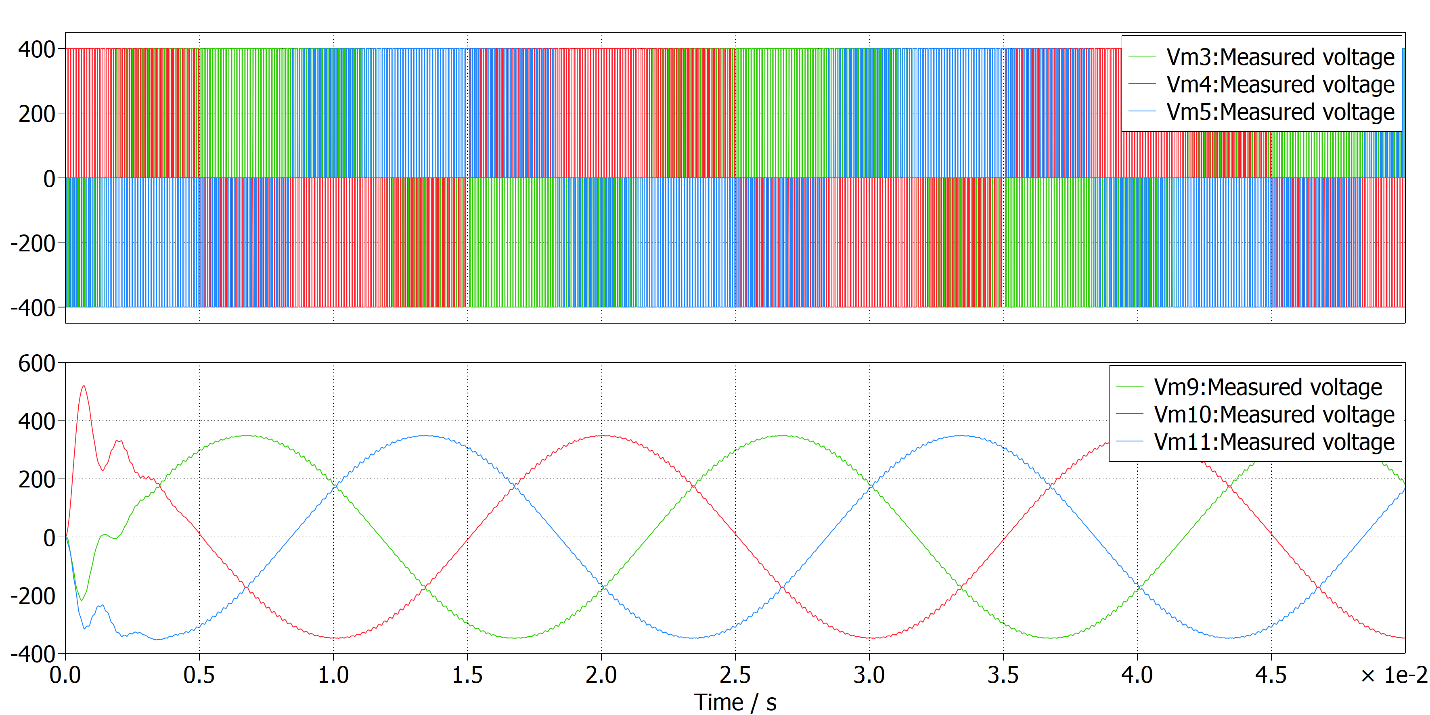 400
200
0
-200
-400
Vm3:Measured voltage
Vm4:Measured voltage
Vm5:Measured voltage
600
400
200
0
-200
-400
Vm9:Measured voltage
Vm10:Measured voltage
Vm11:Measured voltage
0.0 0.5 1.0 1.5 2.0 2.5 3.0 3.5 4.0 4.5 × 1e-2
Time / s